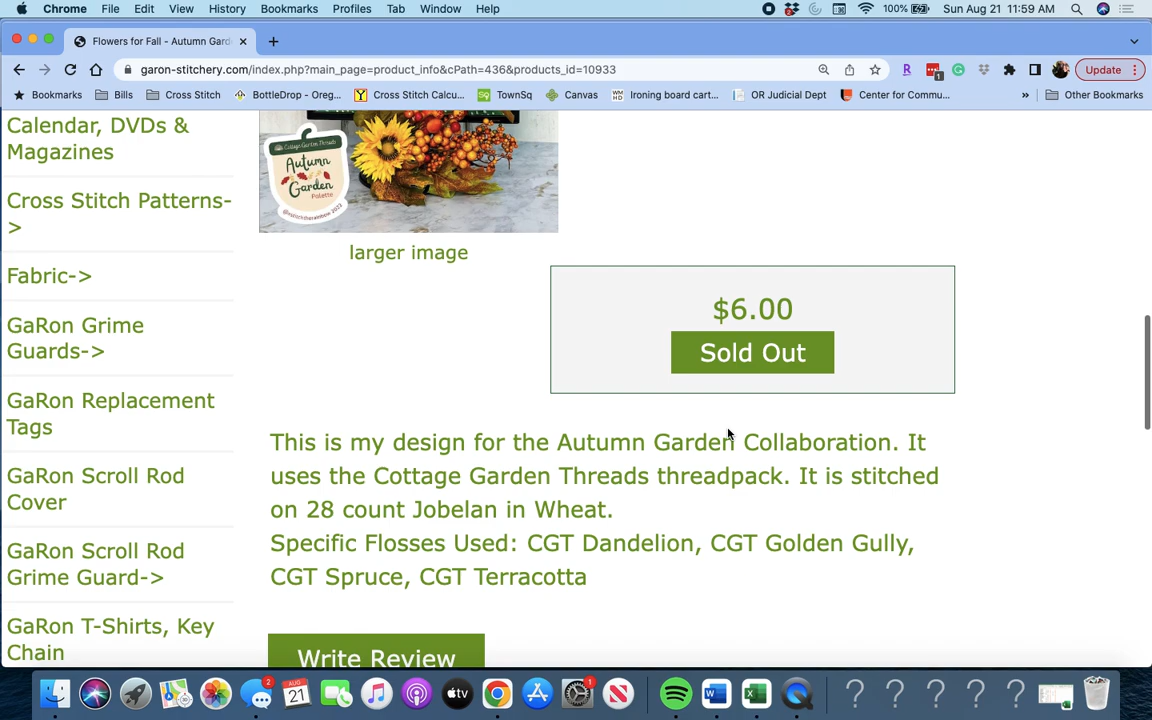 Chrome File Edit View History Bookmarks Profiles Tab Window Help 100% Sun Aug 21 11:59 AM
Flowers for Fall - Autumn Gard
garon-stitchery.com/index.php?main_page=product_info&cPath=436&products_id=10933 Update
Bookmarks Bills Cross Stitch BottleDrop - Oreg... Cross Stitch Calcu... TownSq Canvas Ironing board cart... OR Judicial Dept Center for Commu... » Other Bookmarks
Calendar, DVDs &
Magazines
Cross Stitch Patterns-
>
Fabric->
GaRon Grime
Guards->
GaRon Replacement
Tags
GaRon Scroll Rod
Cover
GaRon Scroll Rod
Grime Guard->
GaRon T-Shirts, Key
Chain
Cottage Garden Threads
Autumn
Garden
Palette
larger image
$6.00
Sold Out
This is my design for the Autumn Garden Collaboration. It
uses the Cottage Garden Threads threadpack. It is stitched
on 28 count Jobelan in Wheat.
Specific Flosses Used: CGT Dandelion, CGT Golden Gully,
CGT Spruce, CGT Terracotta
Write Review
2
AUG
21
tv
1